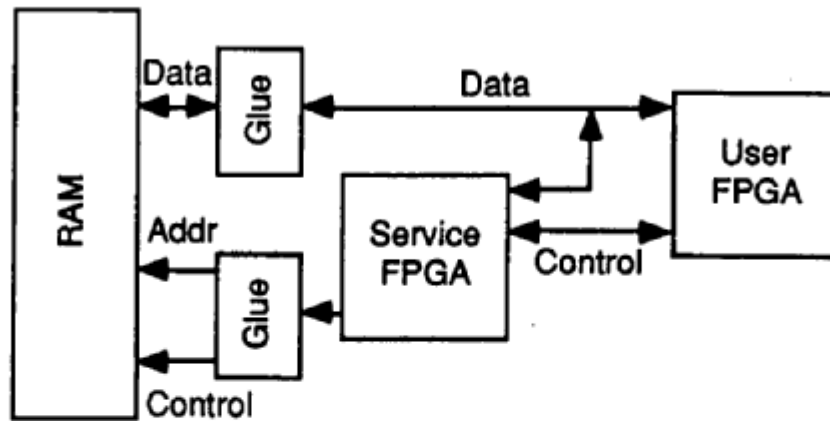 Data
Glue
Data
User
FPGA
RAM
Addr
Service
FPGA
Control
Glue
Control